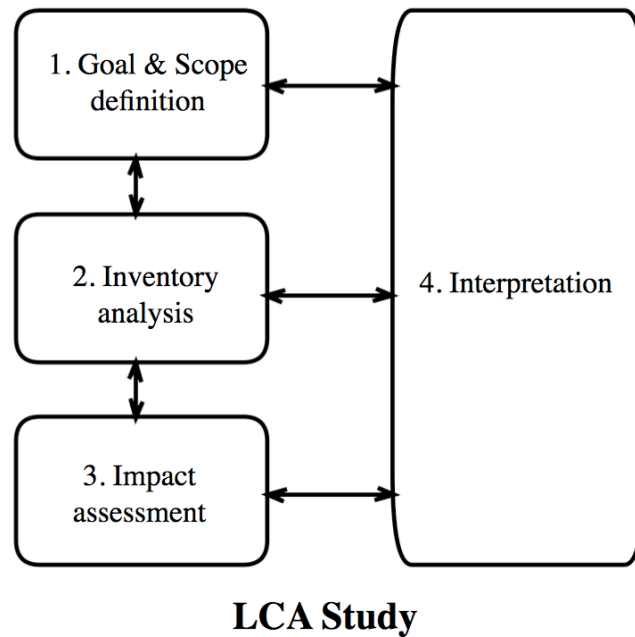 1. Goal & Scope
definition
2. Inventory
analysis
4. Interpretation
3. Impact
assessment
LCA Study